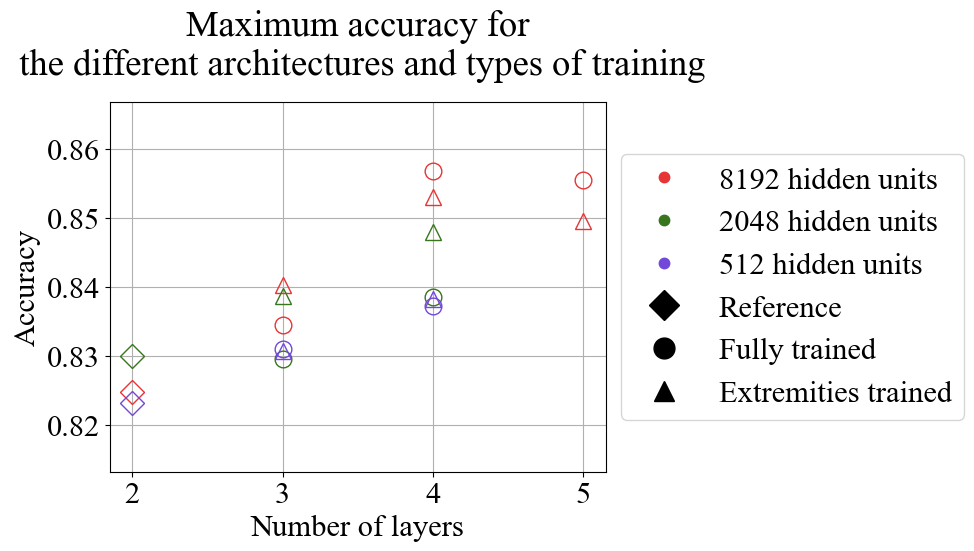 Maximum accuracy for
the different architectures and types of training
0.86
0.85
0.84
0.83
0.82
Accuracy
2
3
4
5
Number of layers
8192 hidden units
2048 hidden units
512 hidden units
Reference
Fully trained
Extremities trained